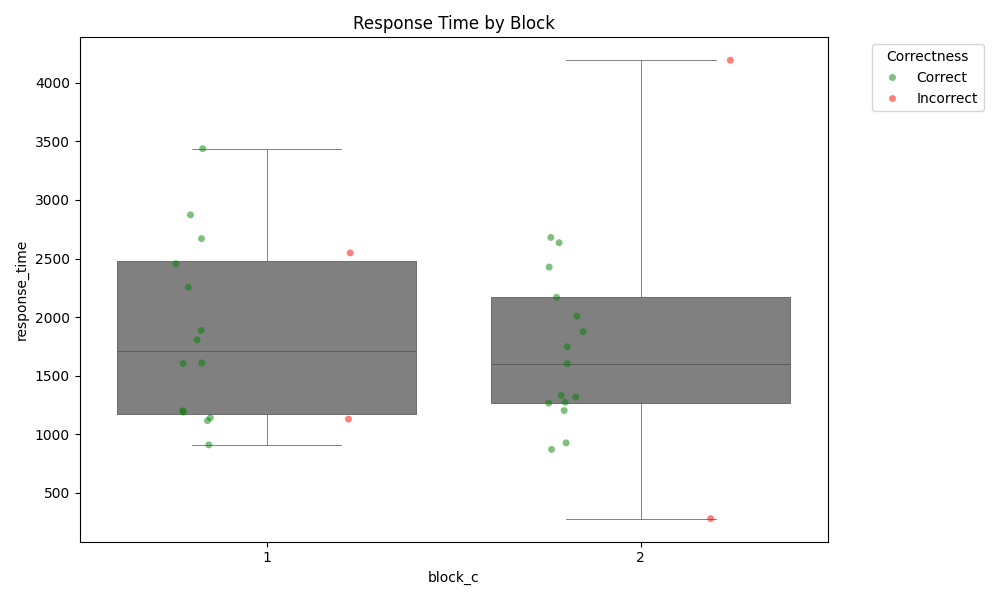 Response Time by Block
Correctness
Correct
Incorrect
4000
3500
3000
2500
2000
1500
1000
500
response_time
1
2
block_c